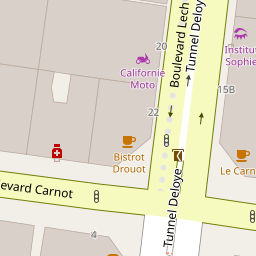 Boulevard Lech
Tunnel Deloye
20
Californie
Moto
Institu
Sophie
15B
22
Bistrot
Drouot
Le Carn
levard Carnot
Tunnel Deloye
4